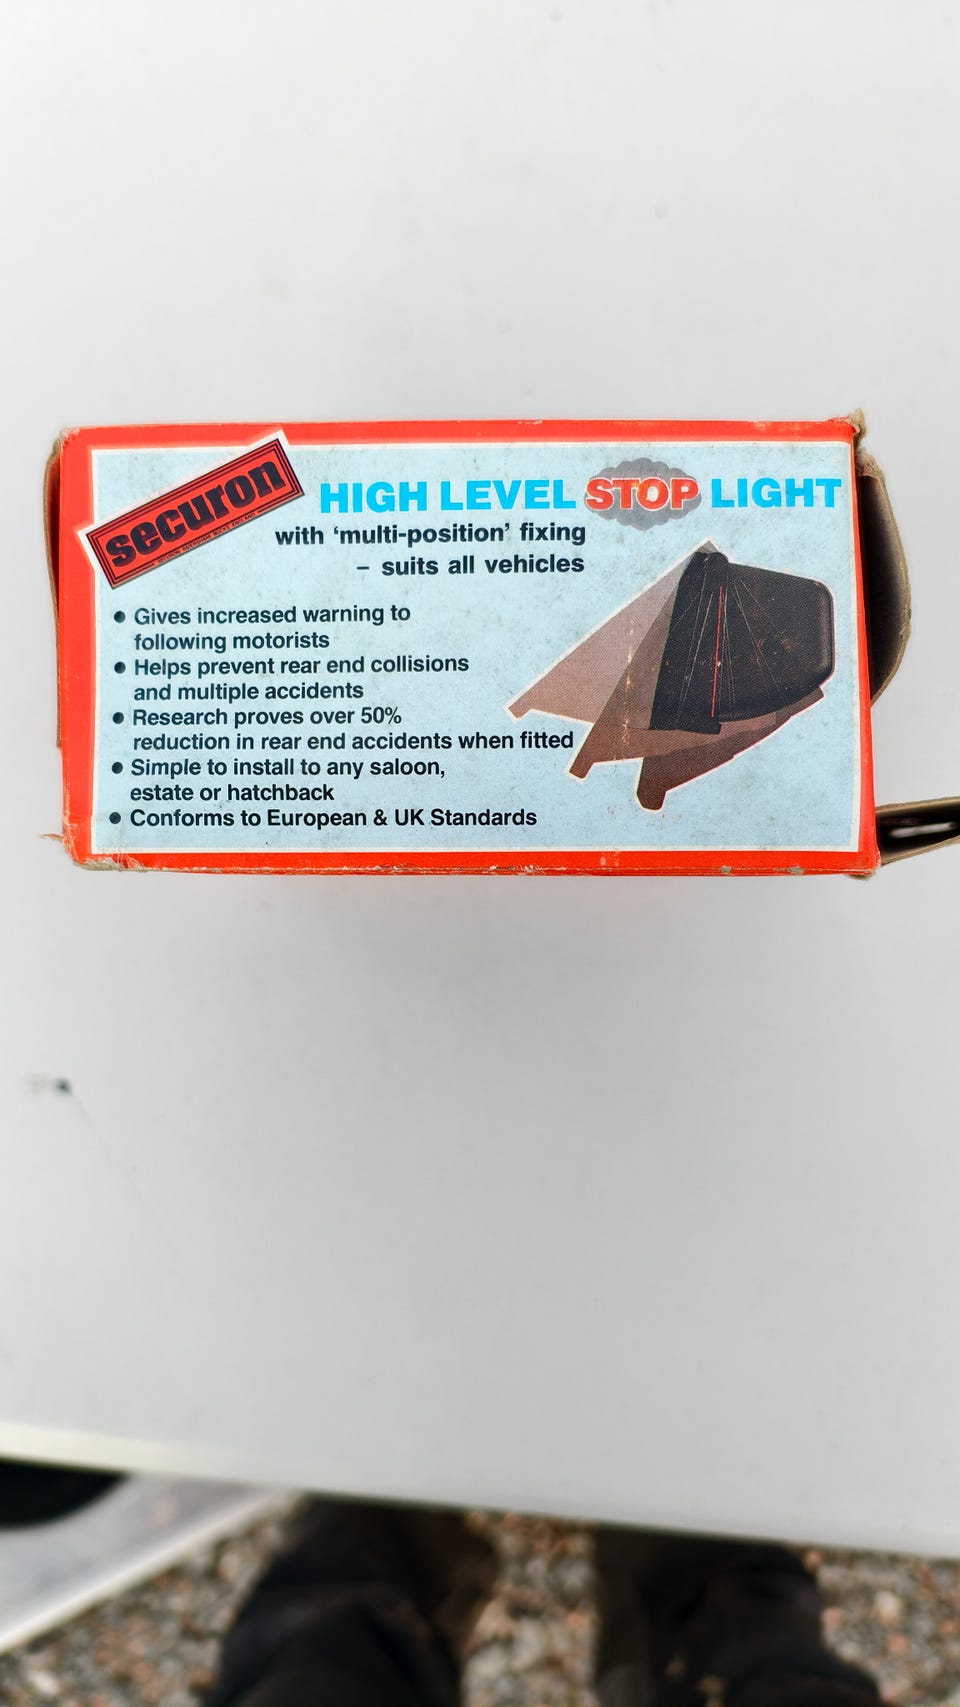 securon
HIGH LEVEL STOP LIGHT
with ‘multi-position’ fixing
– suits all vehicles
• Gives increased warning to
following motorists
• Helps prevent rear end collisions
and multiple accidents
• Research proves over 50%
reduction in rear end accidents when fitted
• Simple to install to any saloon,
estate or hatchback
• Conforms to European & UK Standards